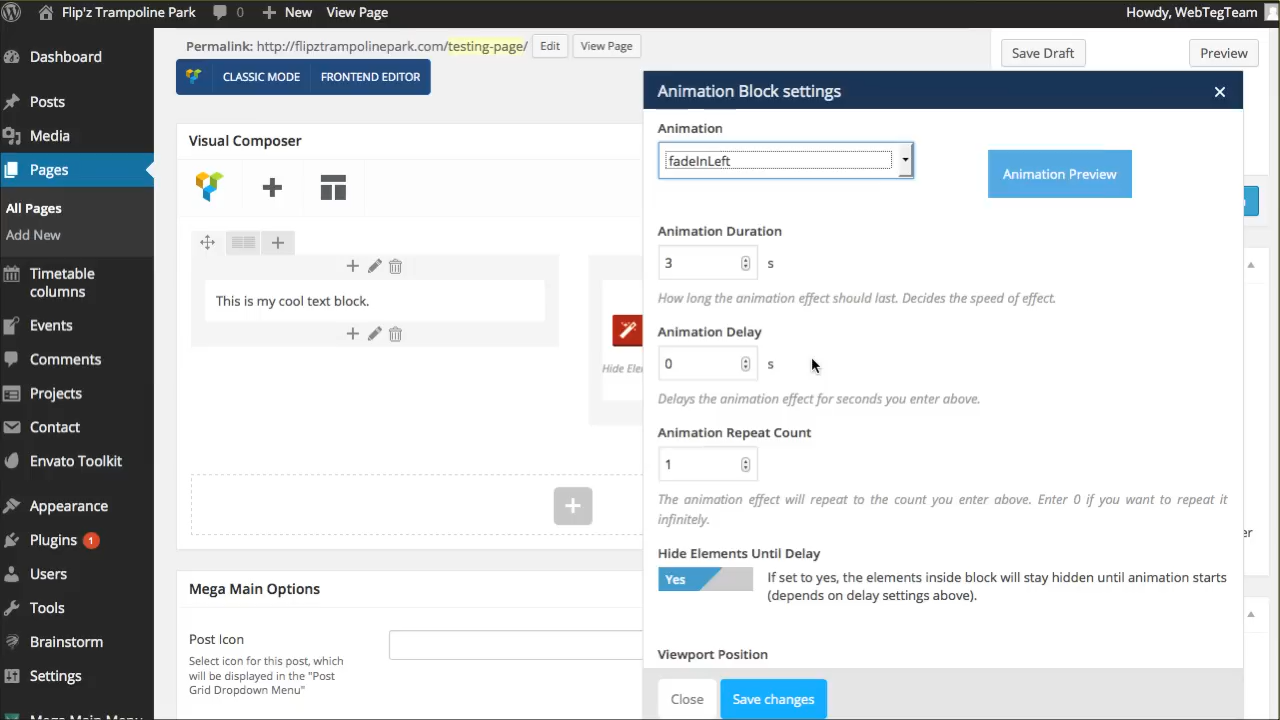 Flip'z Trampoline Park 0 New View Page Howdy, WebTegTeam
Dashboard
Posts
Media
Pages
All Pages
Add New
Timetable
columns
Events
Comments
Projects
Contact
Envato Toolkit
Appearance
Plugins 1
Users
Tools
Brainstorm
Settings
Mega Main Menu
Permalink: http://flipztrampolinepark.com/testing-page/ Edit View Page
CLASSIC MODE FRONTEND EDITOR
Save Draft Preview
Visual Composer
This is my cool text block.
Hide Ele
Mega Main Options
Post Icon
Select icon for this post, which
will be displayed in the "Post
Grid Dropdown Menu"
Animation Block settings
Animation
fadeInLeft
Animation Preview
Animation Duration
3 s
How long the animation effect should last. Decides the speed of effect.
Animation Delay
0 s
Delays the animation effect for seconds you enter above.
Animation Repeat Count
1
The animation effect will repeat to the count you enter above. Enter 0 if you want to repeat it
infinitely.
Hide Elements Until Delay
Yes
If set to yes, the elements inside block will stay hidden until animation starts
(depends on delay settings above).
Viewport Position
Close Save changes
er